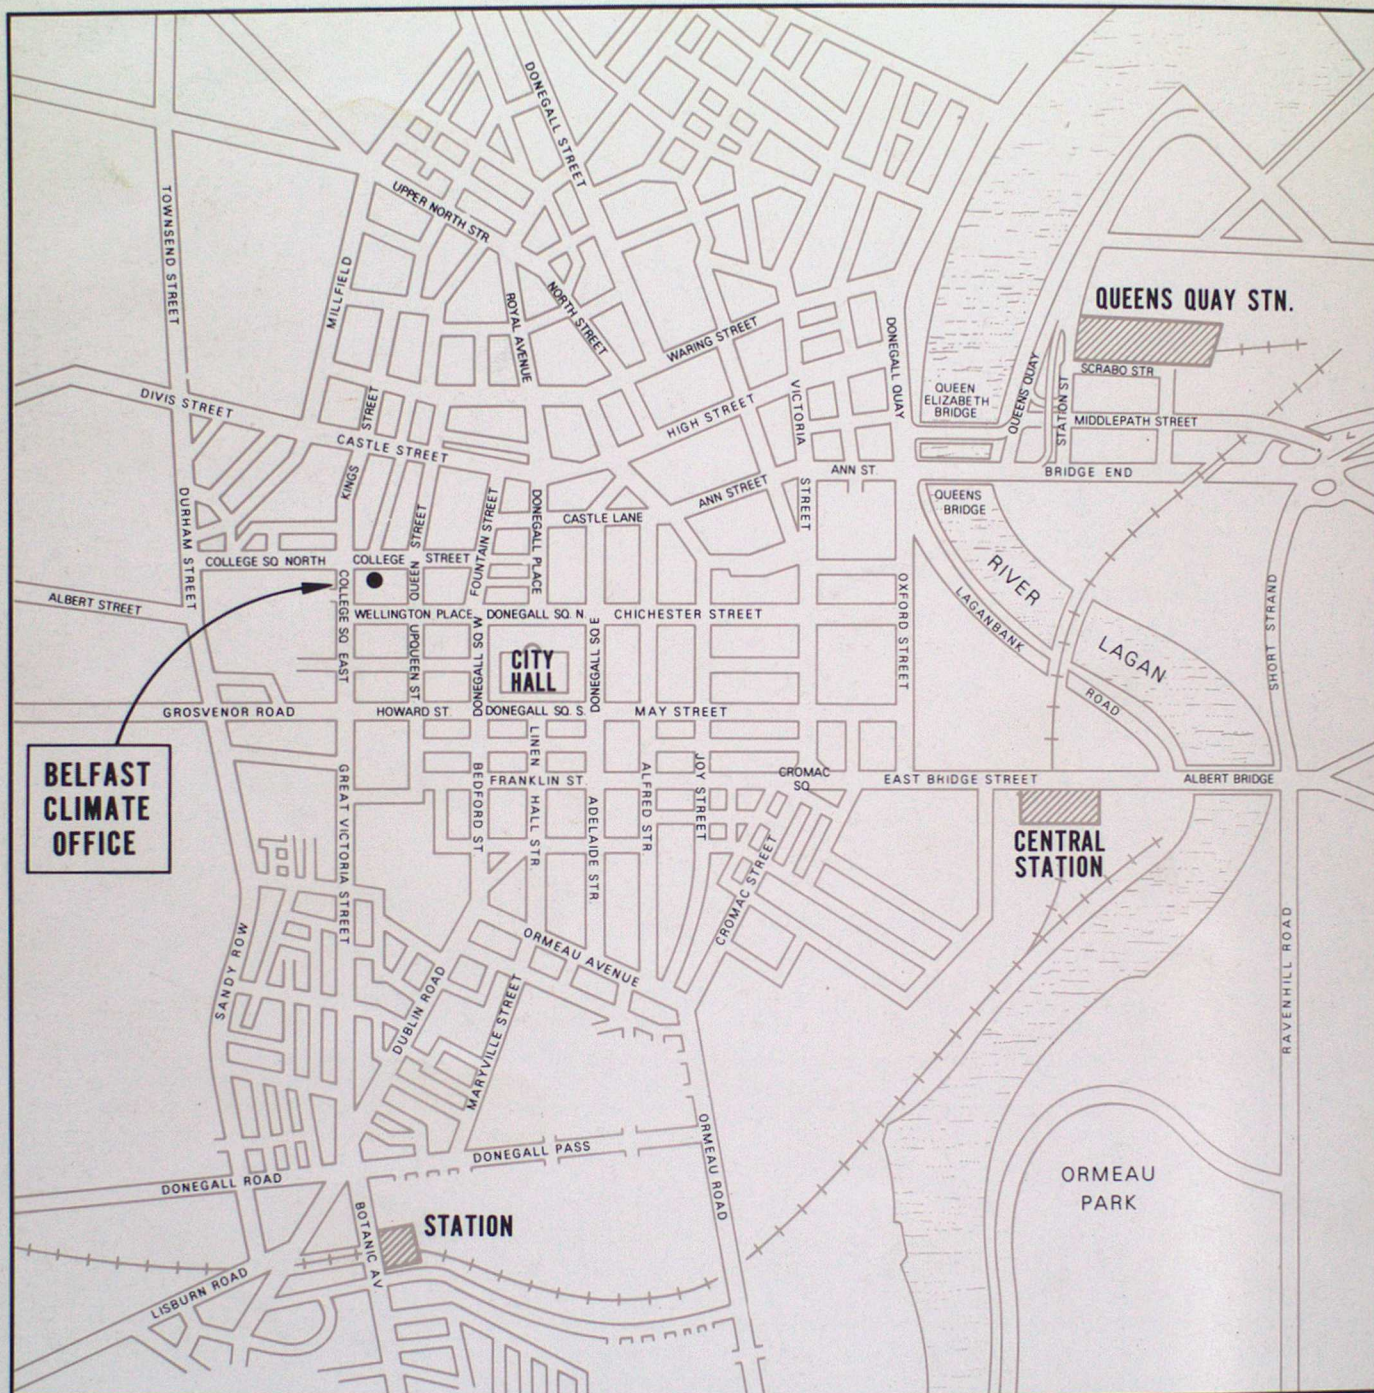 DONEGALL STREET
UPPER NORTH STR
TOWNSEND STREET
MILLFIELD
ROYAL AVENUE
NORTH STREET
WARING STREET
QUEENS QUAY STN.
DONEGALL QUAY
SCRABO STR
QUEENS QUAY
STATION ST
QUEEN
ELIZABETH
BRIDGE
MIDDLEPATH STREET
DIVIS STREET
STREET
CASTLE STREET
HIGH STREET
VICTORIA
KINGS
ANN STREET
ANN ST.
BRIDGE END
STREET
QUEENS
BRIDGE
DURHAM STREET
STREET
FOUNTAIN STREET
DONEGALL PLACE
CASTLE LANE
COLLEGE SQ NORTH
COLLEGE
STREET
QUEEN
RIVER
LAGAN
LAGANBANK
ROAD
OXFORD STREET
SHORT STRAND
ALBERT STREET
COLLEGE SQ EAST
WELLINGTON PLACE
DONEGALL SQ. N.
CHICHESTER STREET
UPQUEEN ST
DONEGALL SQ W
CITY
HALL
DONEGALL SQ E
GROSVENOR ROAD
HOWARD ST.
DONEGALL SQ. S.
MAY STREET
BELFAST
CLIMATE
OFFICE
LINEN
HALL STR
BEDFORD ST
FRANKLIN ST.
ADELAIDE STR
ALFRED STR
JOY STREET
CROMAC
SQ
EAST BRIDGE STREET
ALBERT BRIDGE
CENTRAL
STATION
GREAT VICTORIA STREET
CROMAC STREET
SANDY ROW
ORMEAU AVENUE
DUBLIN ROAD
MARYVILLE STREET
RAVENHILL ROAD
DONEGALL PASS
ORMEAU ROAD
ORMEAU
PARK
DONEGALL ROAD
BOTANIC AV
STATION
LISBURN ROAD